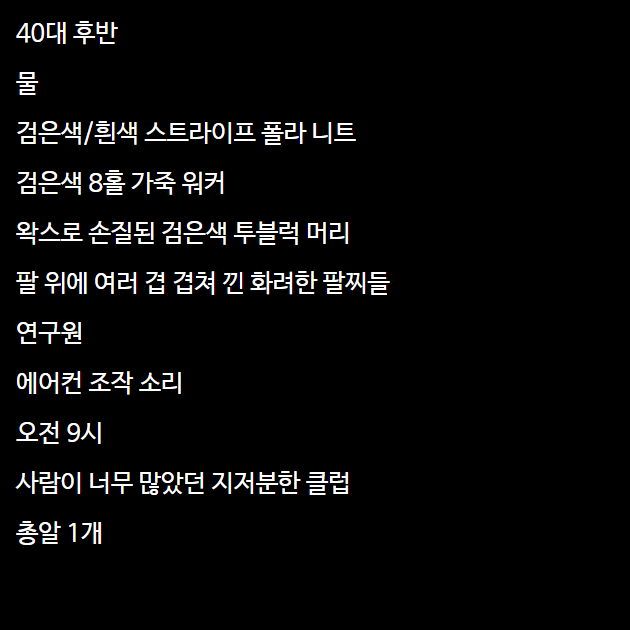 40대 후반
물
검은색/흰색 스트라이프 폴라 니트
검은색 8홀 가죽 워커
왁스로 손질된 검은색 투블럭 머리
팔 위에 여러 겹 겹쳐 낀 화려한 팔찌들
연구원
에어컨 조작 소리
오전 9시
사람이 너무 많았던 지저분한 클럽
총알 1개